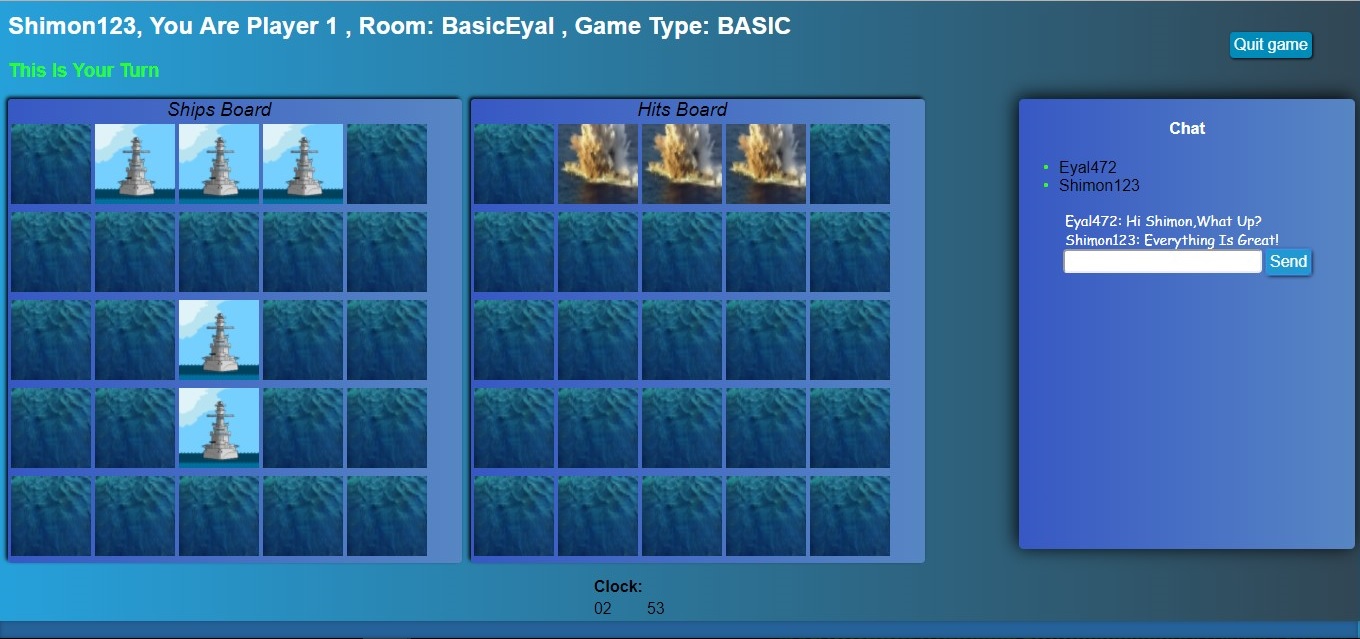 Shimon123, You Are Player 1 , Room: BasicEyal , Game Type: BASIC
Quit game
This Is Your Turn
Ships Board
Hits Board
Chat
Eyal472
Shimon123
Eyal472: Hi Shimon,What Up?
Shimon123: Everything Is Great!
Send
Clock:
02 53